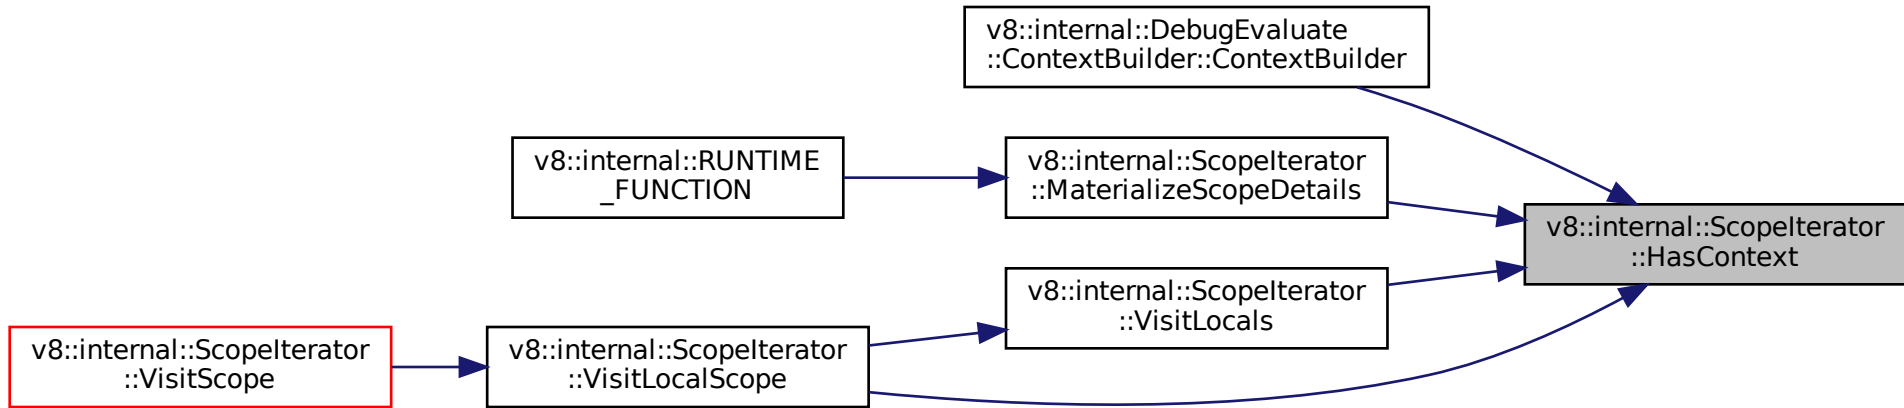 v8::internal::DebugEvaluate
::ContextBuilder::ContextBuilder
v8::internal::RUNTIME
_FUNCTION
v8::internal::ScopeIterator
::MaterializeScopeDetails
v8::internal::ScopeIterator
::HasContext
v8::internal::ScopeIterator
::VisitLocals
v8::internal::ScopeIterator
::VisitScope
v8::internal::ScopeIterator
::VisitLocalScope